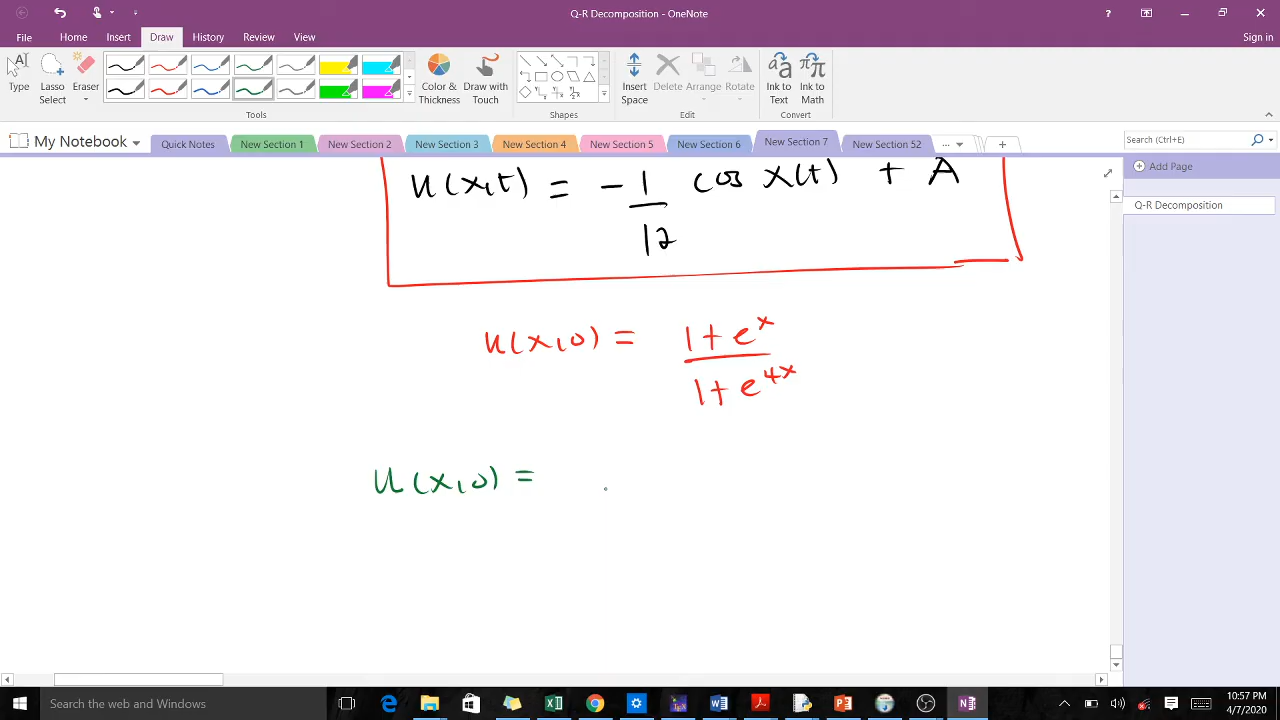 Q-R Decomposition - OneNote
File Home Insert Draw History Review View Sign in
Type Lasso Select Eraser Color & Thickness Draw with Touch Insert Space Delete Arrange Rotate Ink to Text Ink to Math
Tools Shapes Edit Convert
My Notebook Quick Notes New Section 1 New Section 2 New Section 3 New Section 4 New Section 5 New Section 6 New Section 7 New Section 52 ... + Search (Ctrl+E)
Add Page
Q-R Decomposition
u(x,t) = -1/12 cos x(t) + A
u(x,0) = 1+e^x / 1+e^4x
u(x,0) =
Search the web and Windows
10:57 PM
4/7/2020